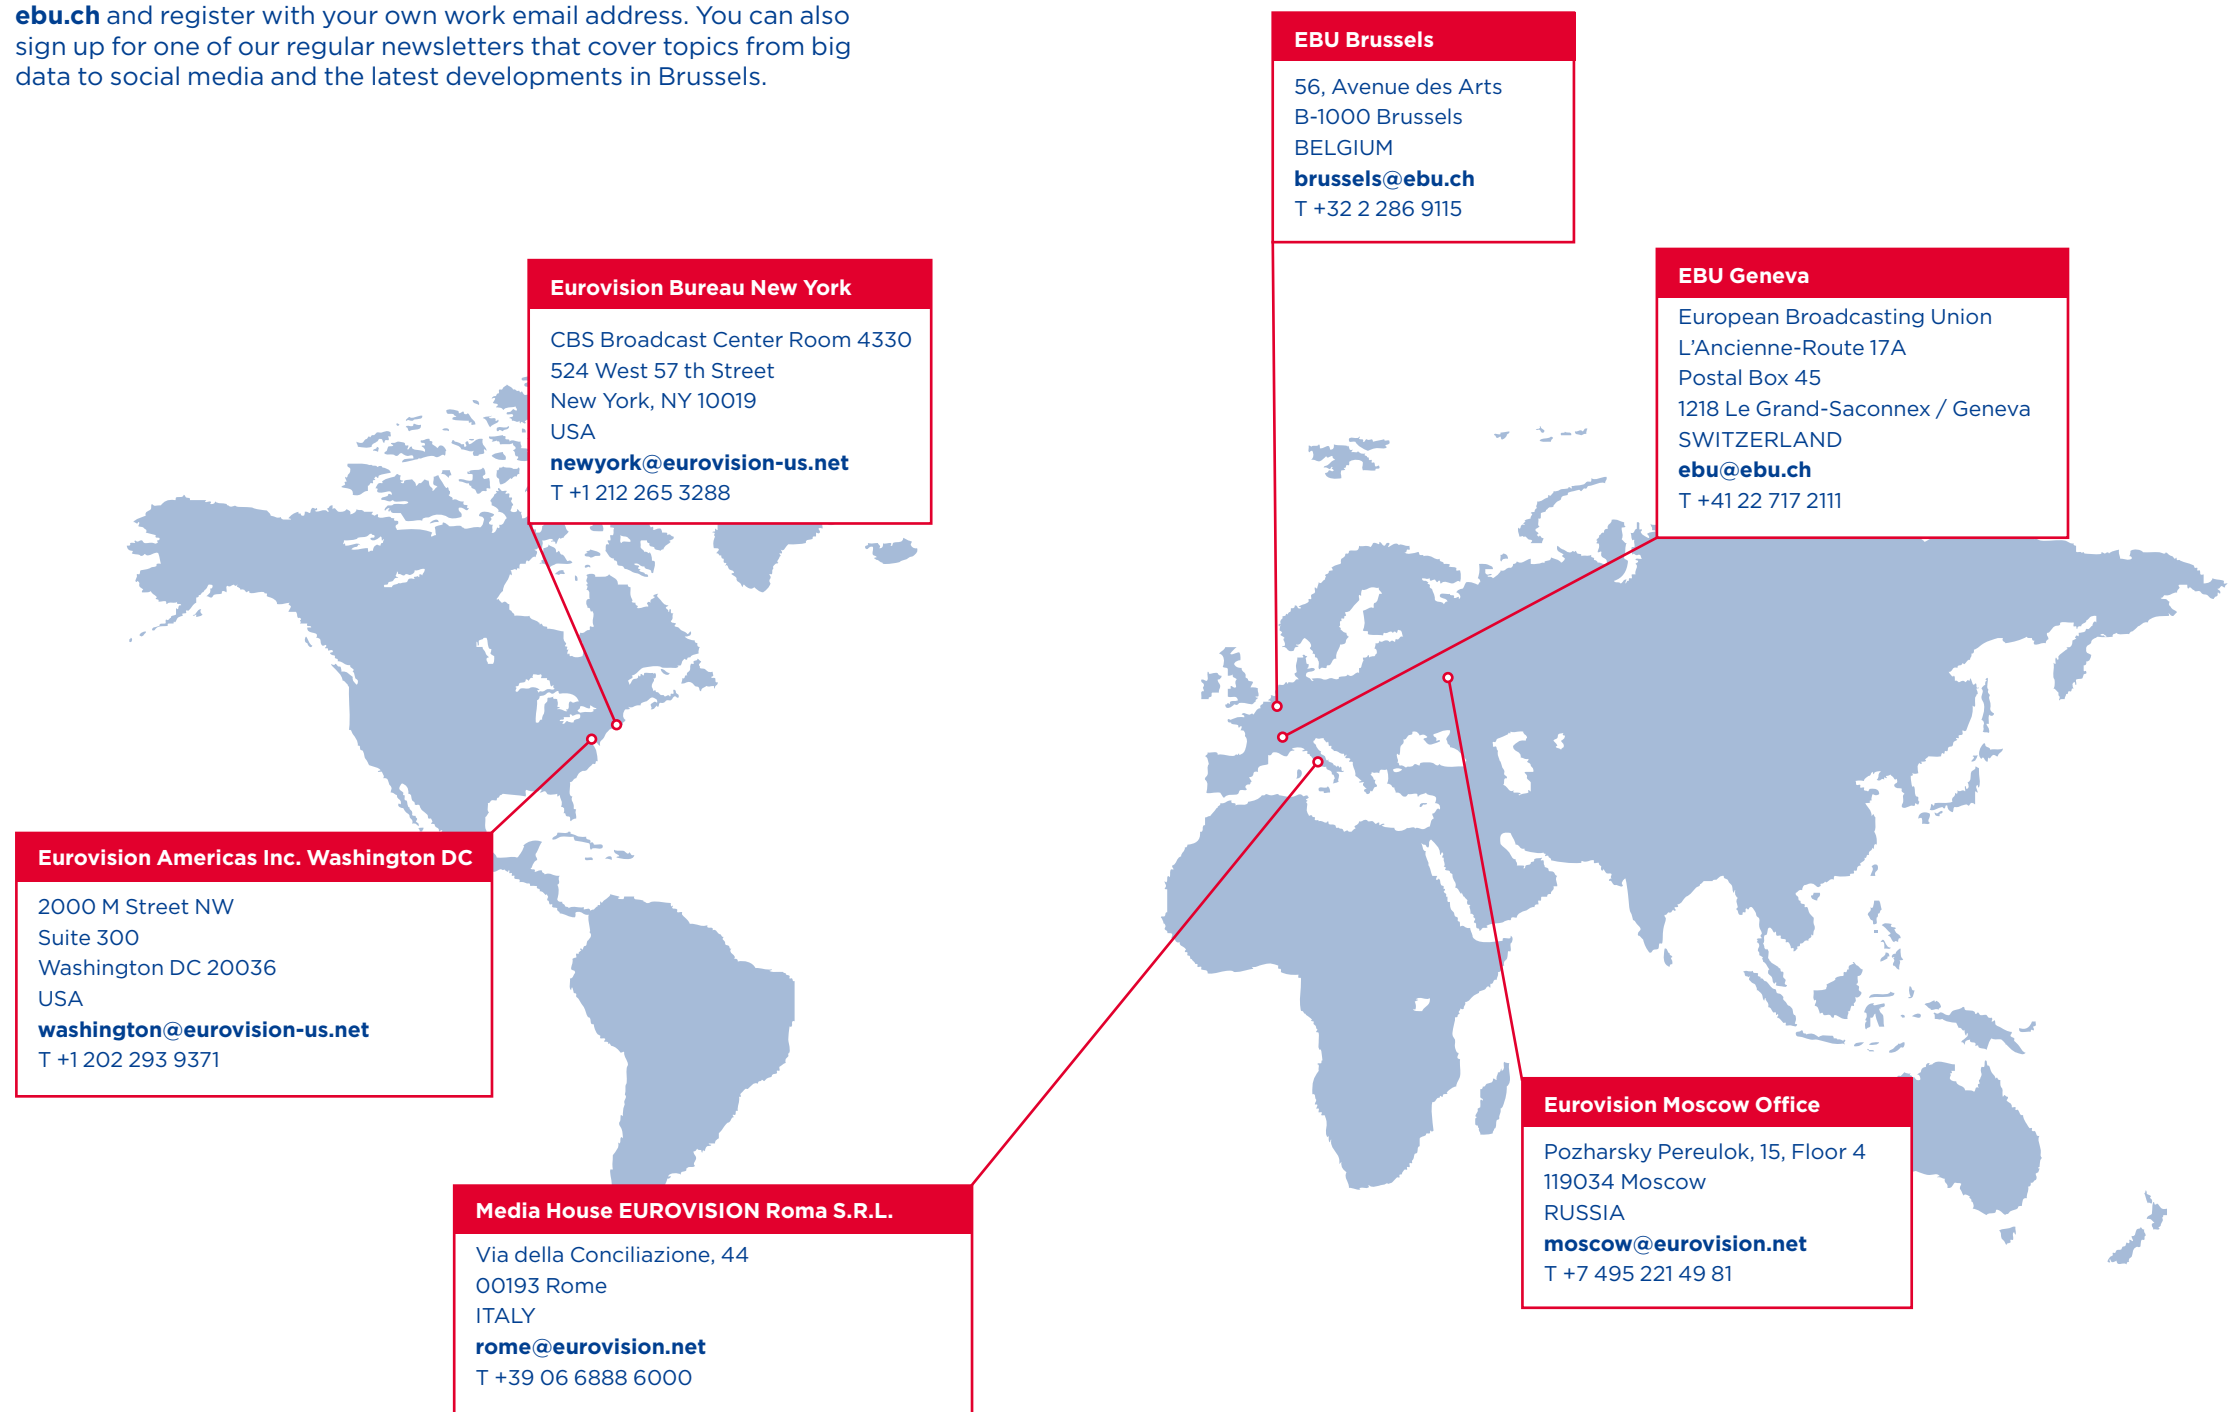 ebu.ch and register with your own work email address. You can also
sign up for one of our regular newsletters that cover topics from big
data to social media and the latest developments in Brussels.
EBU Brussels
56, Avenue des Arts
B-1000 Brussels
BELGIUM
brussels@ebu.ch
T +32 2 286 9115
Eurovision Bureau New York
CBS Broadcast Center Room 4330
524 West 57 th Street
New York, NY 10019
USA
newyork@eurovision-us.net
T +1 212 265 3288
EBU Geneva
European Broadcasting Union
L’Ancienne-Route 17A
Postal Box 45
1218 Le Grand-Saconnex / Geneva
SWITZERLAND
ebu@ebu.ch
T +41 22 717 2111
Eurovision Americas Inc. Washington DC
2000 M Street NW
Suite 300
Washington DC 20036
USA
washington@eurovision-us.net
T +1 202 293 9371
Eurovision Moscow Office
Pozharsky Pereulok, 15, Floor 4
119034 Moscow
RUSSIA
moscow@eurovision.net
T +7 495 221 49 81
Media House EUROVISION Roma S.R.L.
Via della Conciliazione, 44
00193 Rome
ITALY
rome@eurovision.net
T +39 06 6888 6000